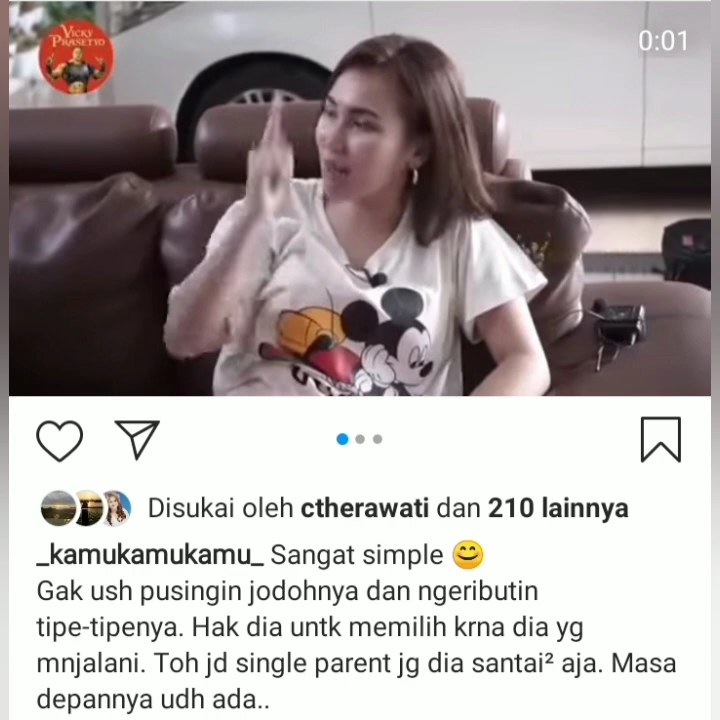 VICKY
PRASETYO
0:01
Disukai oleh ctherawati dan 210 lainnya
_kamukamukamu_ Sangat simple 😊
Gak ush pusingin jodohnya dan ngeributin
tipe-tipenya. Hak dia untk memilih krna dia yg
mnjalani. Toh jd single parent jg dia santai² aja. Masa
depannya udh ada..